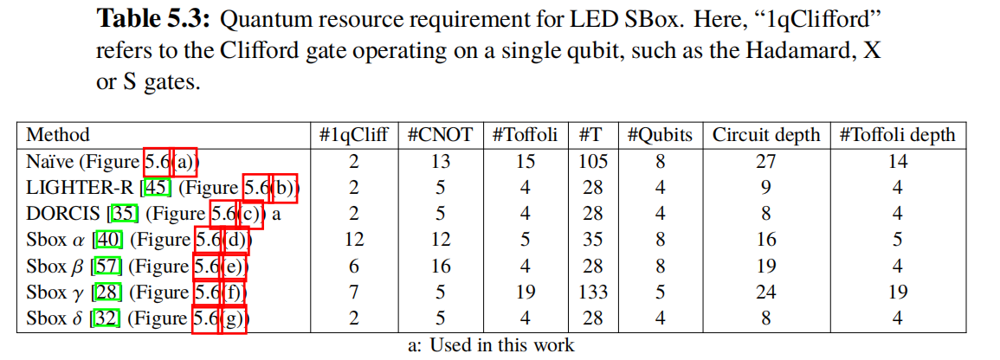 Table 5.3: Quantum resource requirement for LED SBox. Here, “1qClifford”
refers to the Clifford gate operating on a single qubit, such as the Hadamard, X
or S gates.
Method #1qCliff #CNOT #Toffoli #T #Qubits Circuit depth #Toffoli depth
Naïve (Figure 5.6(a)) 2 13 15 105 8 27 14
LIGHTER-R [45] (Figure 5.6(b)) 2 5 4 28 4 9 4
DORCIS [35] (Figure 5.6(c)) a 2 5 4 28 4 8 4
Sbox α [40] (Figure 5.6(d)) 12 12 5 35 8 16 5
Sbox β [57] (Figure 5.6(e)) 6 16 4 28 8 19 4
Sbox γ [28] (Figure 5.6(f)) 7 5 19 133 5 24 19
Sbox δ [32] (Figure 5.6(g)) 2 5 4 28 4 8 4
a: Used in this work